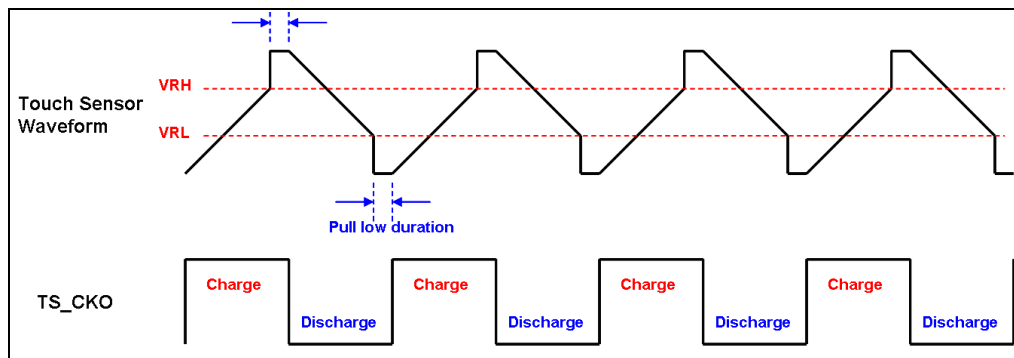 VRH
Touch Sensor
Waveform
VRL
Pull low duration
Charge Charge Charge Charge
TS_CKO
Discharge Discharge Discharge Discharge